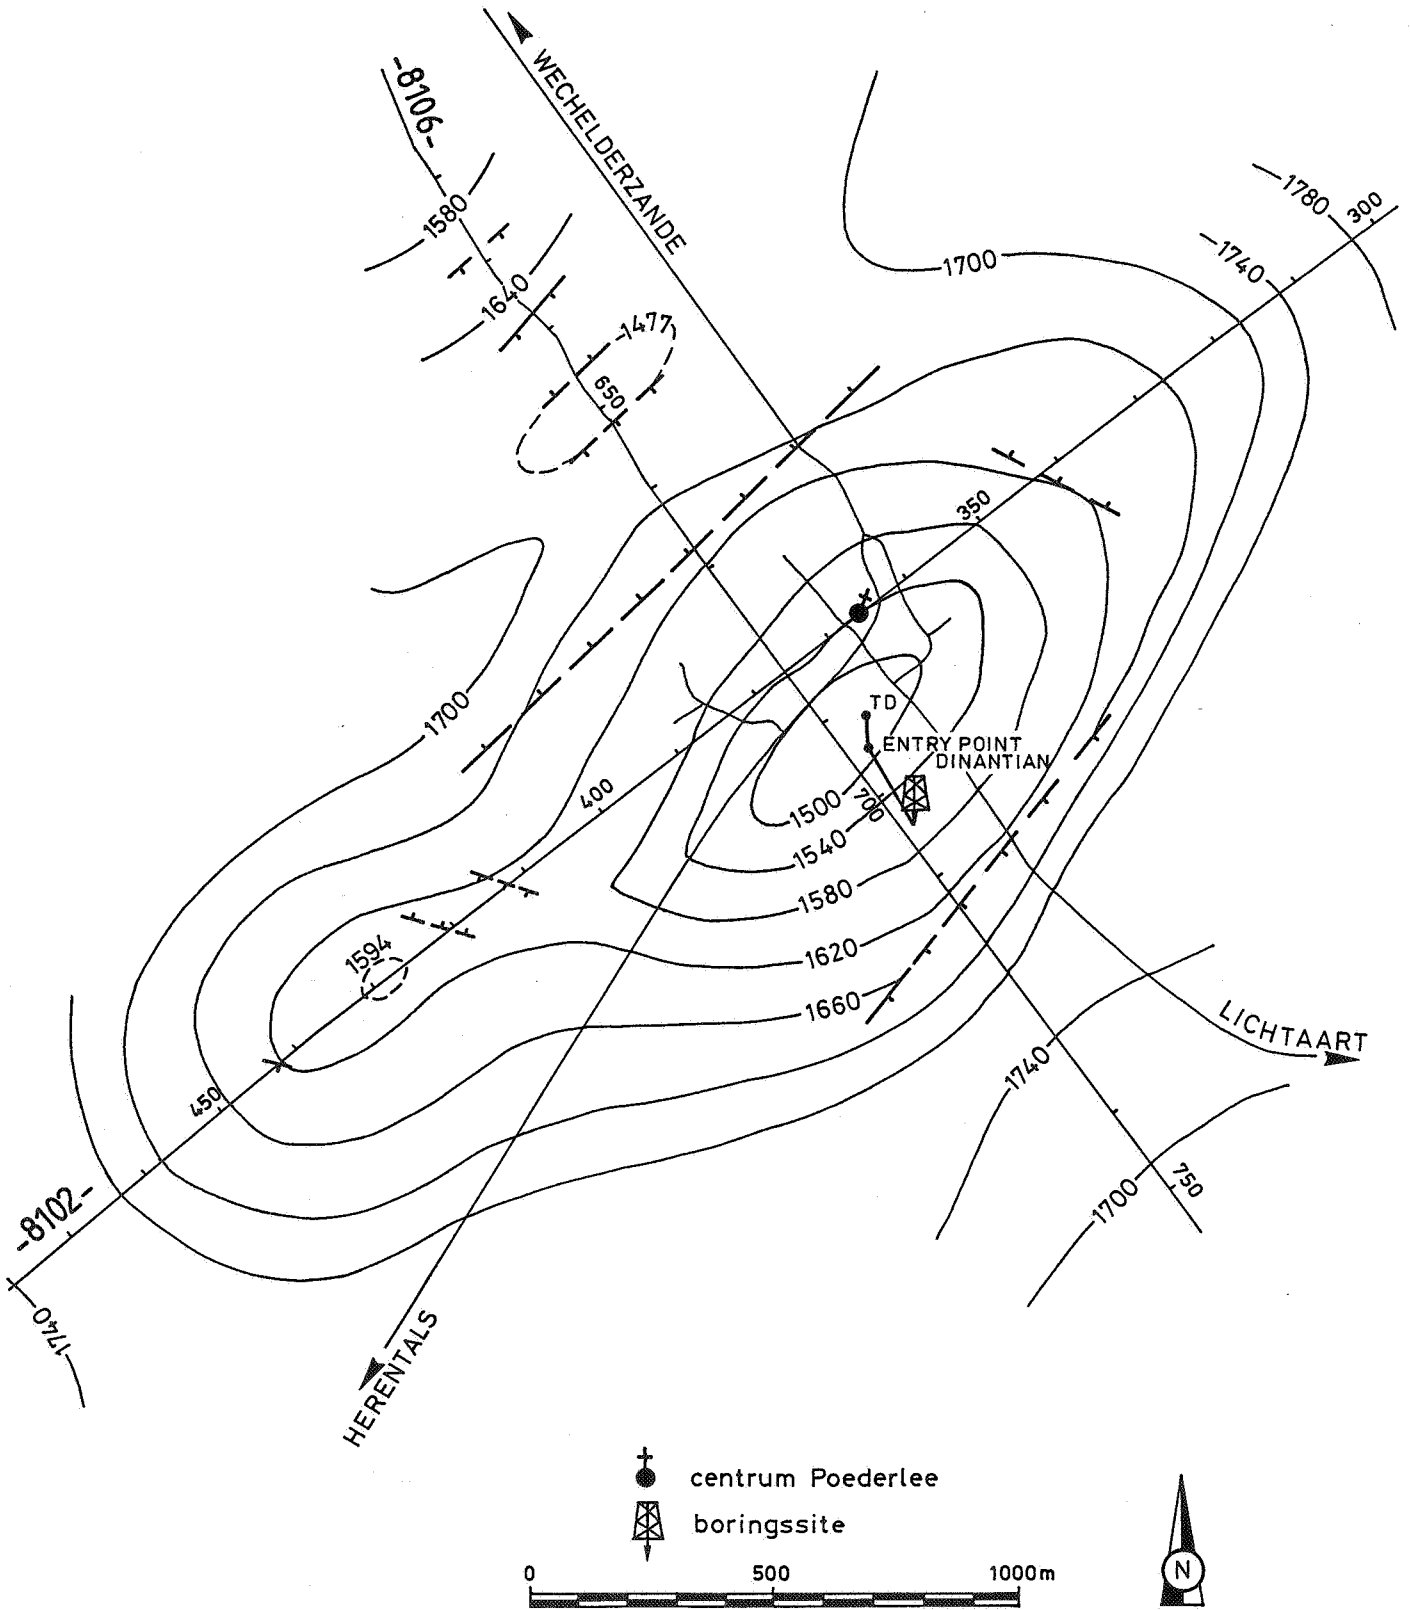 -8106-
WECHELDERZANDE
1580
1640
-1477
650
1700
-1780
300
-1740
350
TD
ENTRY POINT
DINANTIAN
1700
400
1500
700
1540
1580
1620
1660
1594
450
-8102-
1740
LICHTAART
1740
1700
750
HERENTALS
centrum Poederlee
boringssite
0 500 1000m
N